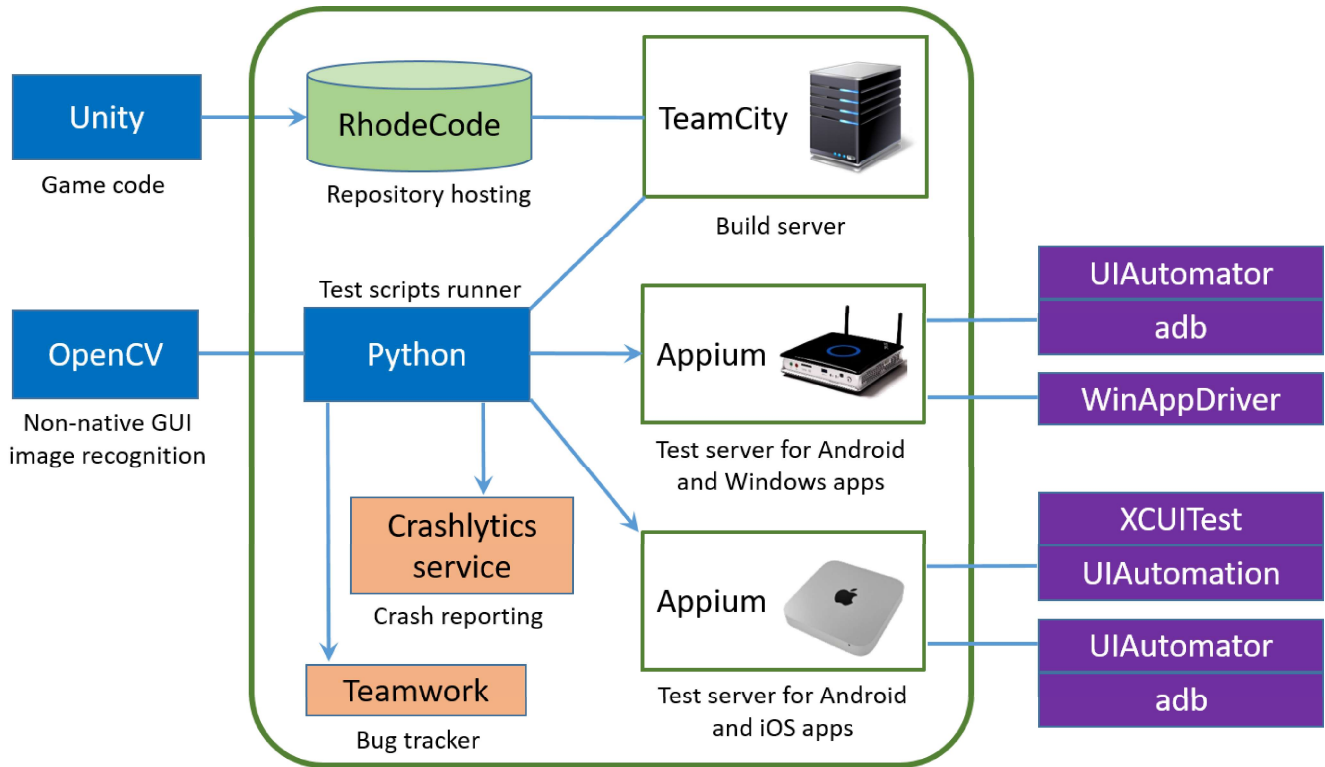 Unity
Game code
RhodeCode
Repository hosting
TeamCity
Build server
Test scripts runner
OpenCV
Non-native GUI
image recognition
Python
Appium
Test server for Android
and Windows apps
UIAutomator
adb
WinAppDriver
Crashlytics
service
Crash reporting
Teamwork
Bug tracker
Appium
Test server for Android
and iOS apps
XCUITest
UIAutomation
UIAutomator
adb